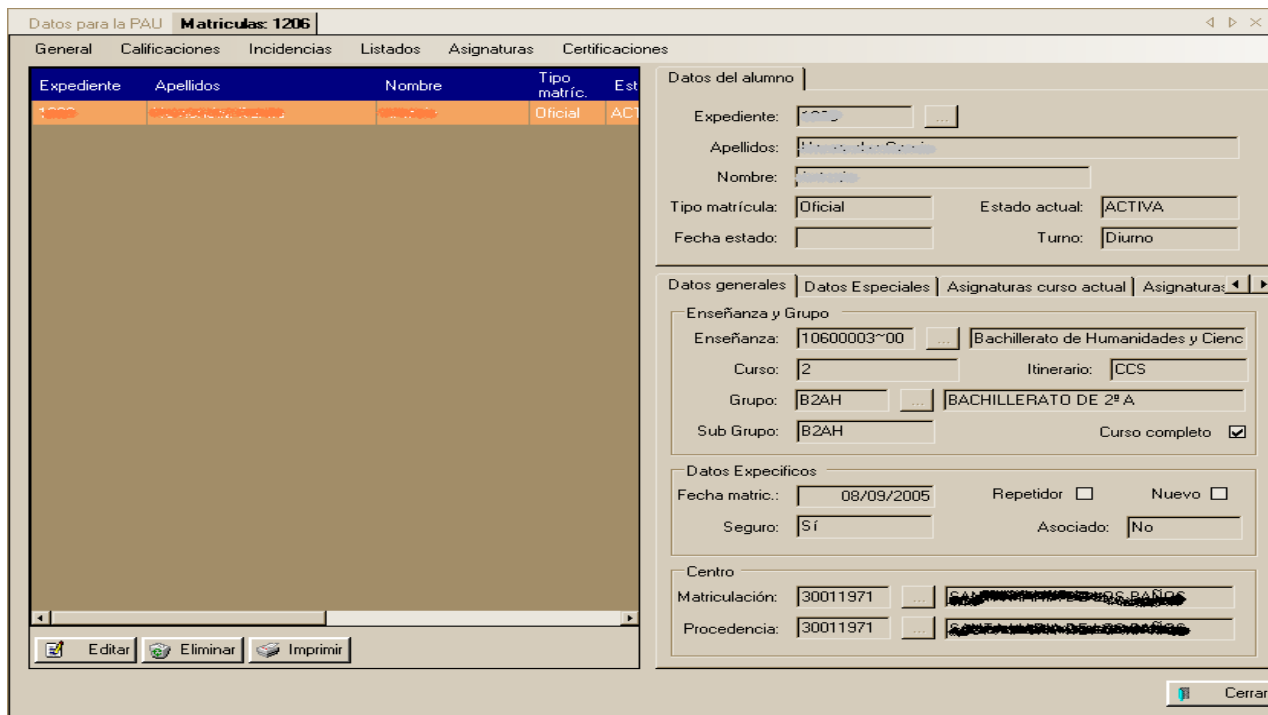 Datos para la PAU Matriculas: 1206
General Calificaciones Incidencias Listados Asignaturas Certificaciones
Expediente Apellidos Nombre Tipo matríc. Est
Oficial ACT
Datos del alumno
Expediente: ...
Apellidos:
Nombre:
Tipo matrícula: Oficial Estado actual: ACTIVA
Fecha estado: Turno: Diurno
Datos generales Datos Especiales Asignaturas curso actual Asignaturas
Enseñanza y Grupo
Enseñanza: 10600003~00 ... Bachillerato de Humanidades y Cienc
Curso: 2 Itinerario: CCS
Grupo: B2AH ... BACHILLERATO DE 2ª A
Sub Grupo: B2AH Curso completo
Datos Expecificos
Fecha matric.: 08/09/2005 Repetidor Nuevo
Seguro: Sí Asociado: No
Centro
Matriculación: 30011971 ...
Procedencia: 30011971 ...
Editar Eliminar Imprimir
Cerrar